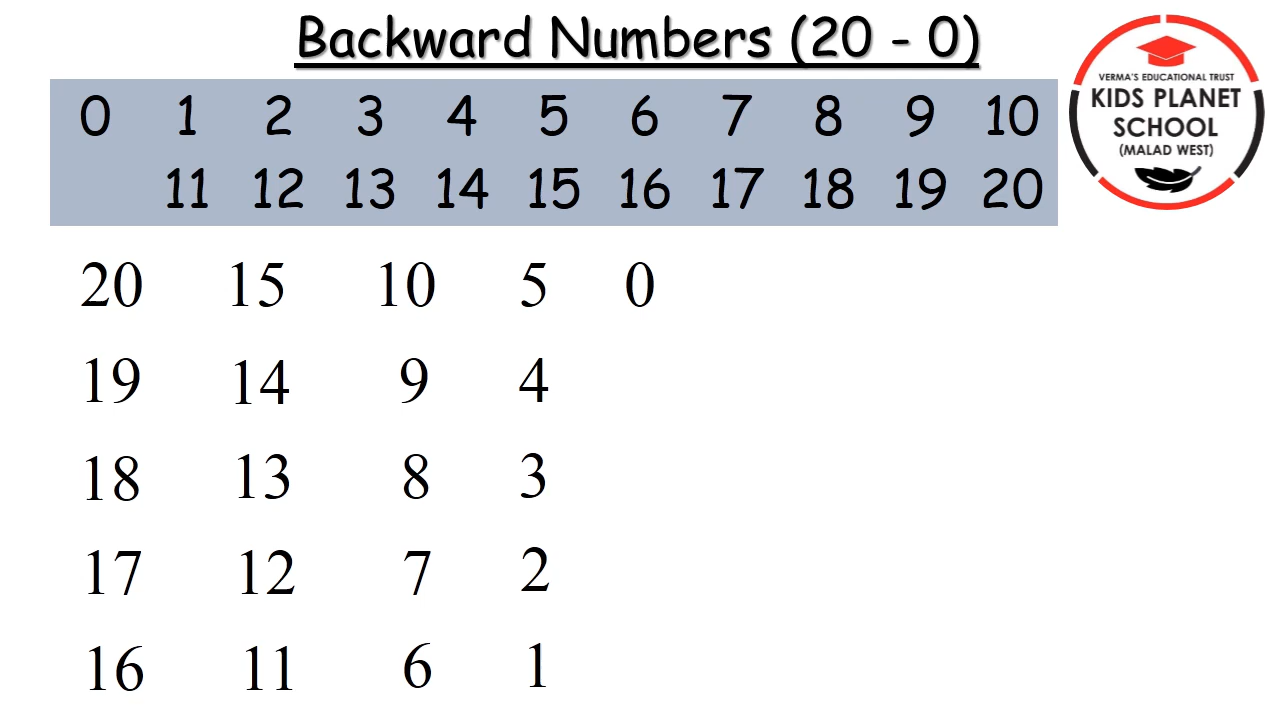 Backward Numbers (20 - 0)
0 1 2 3 4 5 6 7 8 9 10
11 12 13 14 15 16 17 18 19 20
VERMA'S EDUCATIONAL TRUST
KIDS PLANET
SCHOOL
(MALAD WEST)
20 15 10 5 0
19 14 9 4
18 13 8 3
17 12 7 2
16 11 6 1